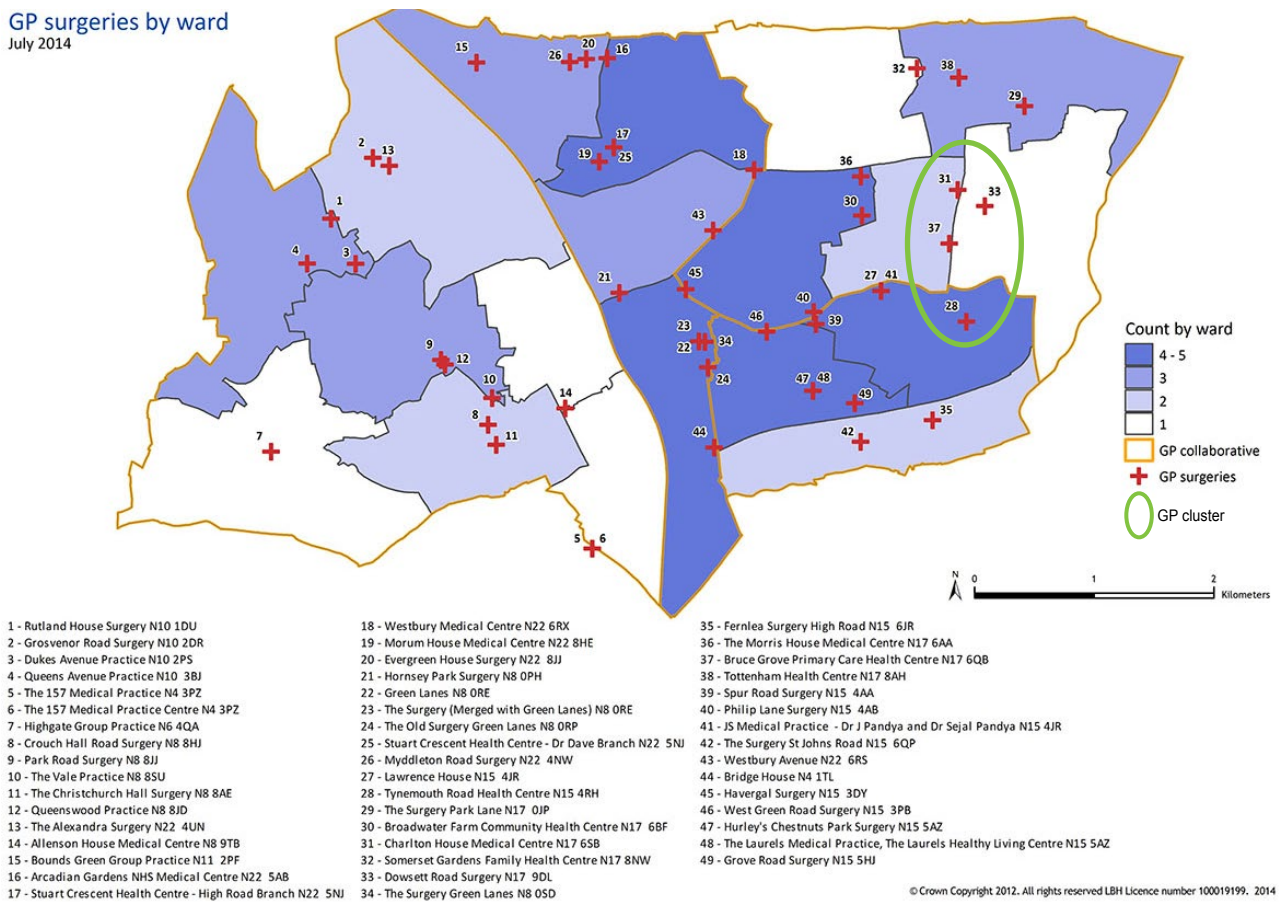 GP surgeries by ward
July 2014
15
26
20
16
32
38
29
2
13
17
19
25
18
36
31
33
1
30
43
37
4
3
21
45
27
41
40
28
46
39
23
22
34
9
12
24
10
47
48
49
14
35
8
7
11
42
44
5
6
Count by ward
4 - 5
3
2
1
GP collaborative
GP surgeries
GP cluster
N
0
1
2
Kilometers
1 - Rutland House Surgery N10 1DU
2 - Grosvenor Road Surgery N10 2DR
3 - Dukes Avenue Practice N10 2PS
4 - Queens Avenue Practice N10 3BJ
5 - The 157 Medical Practice N4 3PZ
6 - The 157 Medical Practice Centre N4 3PZ
7 - Highgate Group Practice N6 4QA
8 - Crouch Hall Road Surgery N8 8HJ
9 - Park Road Surgery N8 8JJ
10 - The Vale Practice N8 8SU
11 - The Christchurch Hall Surgery N8 8AE
12 - Queenswood Practice N8 8JD
13 - The Alexandra Surgery N22 4UN
14 - Allenson House Medical Centre N8 9TB
15 - Bounds Green Group Practice N11 2PF
16 - Arcadian Gardens NHS Medical Centre N22 5AB
17 - Stuart Crescent Health Centre - High Road Branch N22 5NJ
18 - Westbury Medical Centre N22 6RX
19 - Morum House Medical Centre N22 8HE
20 - Evergreen House Surgery N22 8JJ
21 - Hornsey Park Surgery N8 0PH
22 - Green Lanes N8 0RE
23 - The Surgery (Merged with Green Lanes) N8 0RE
24 - The Old Surgery Green Lanes N8 0RP
25 - Stuart Crescent Health Centre - Dr Dave Branch N22 5NJ
26 - Myddleton Road Surgery N22 4NW
27 - Lawrence House N15 4JR
28 - Tynemouth Road Health Centre N15 4RH
29 - The Surgery Park Lane N17 0JP
30 - Broadwater Farm Community Health Centre N17 6BF
31 - Charlton House Medical Centre N17 6SB
32 - Somerset Gardens Family Health Centre N17 8NW
33 - Dowsett Road Surgery N17 9DL
34 - The Surgery Green Lanes N8 0SD
35 - Fernlea Surgery High Road N15 6JR
36 - The Morris House Medical Centre N17 6AA
37 - Bruce Grove Primary Care Health Centre N17 6QB
38 - Tottenham Health Centre N17 8AH
39 - Spur Road Surgery N15 4AA
40 - Philip Lane Surgery N15 4AB
41 - JS Medical Practice - Dr J Pandya and Dr Sejal Pandya N15 4JR
42 - The Surgery St Johns Road N15 6QP
43 - Westbury Avenue N22 6RS
44 - Bridge House N4 1TL
45 - Havergal Surgery N15 3DY
46 - West Green Road Surgery N15 3PB
47 - Hurley's Chestnuts Park Surgery N15 5AZ
48 - The Laurels Medical Practice, The Laurels Healthy Living Centre N15 5AZ
49 - Grove Road Surgery N15 5HJ
© Crown Copyright 2012. All rights reserved LBH Licence number 100019199. 2014